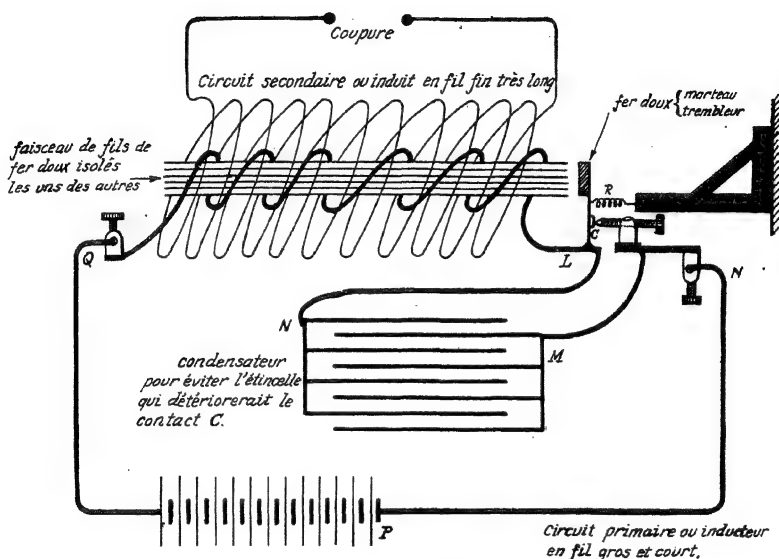 Coupure
Circuit secondaire ou induit en fil fin très long
fer doux { marteau
trembleur
faisceau de fils de
fer doux isolés
les uns des autres
R
C
Q
L
N
N
M
condensateur
pour éviter l'étincelle
qui détériorerait le
contact C.
P
Circuit primaire ou inducteur
en fil gros et court.